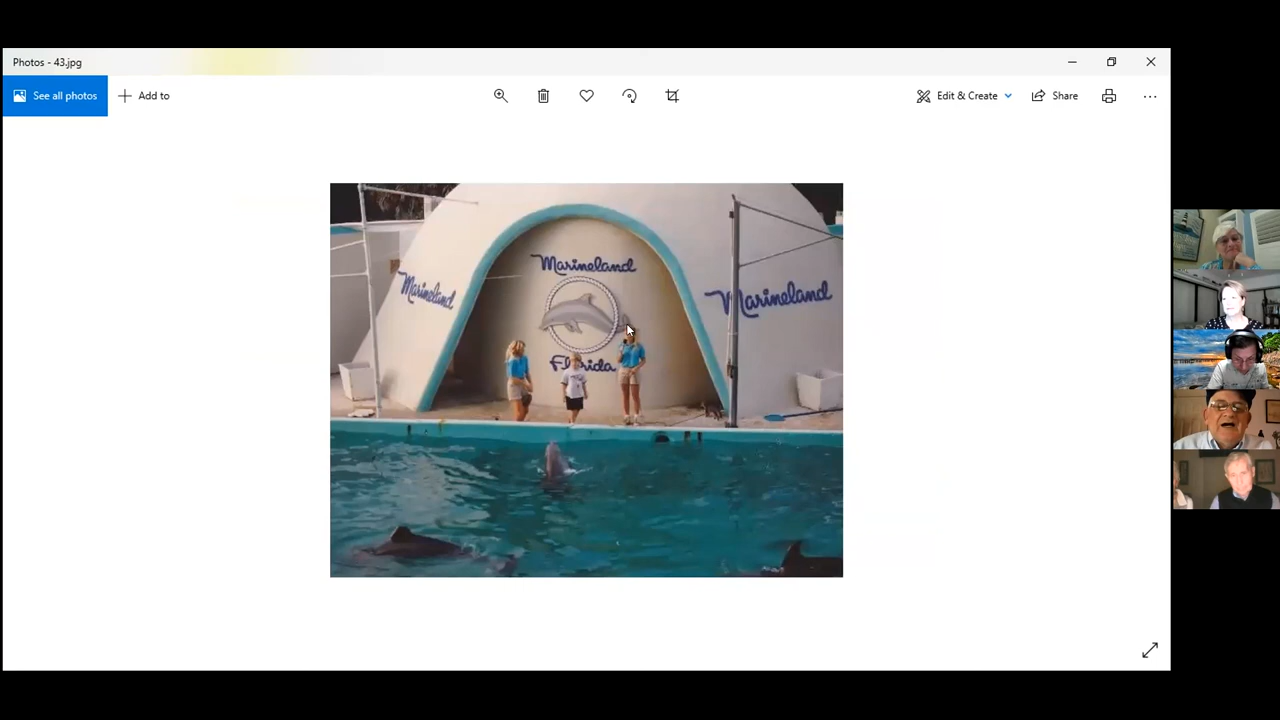 Photos - 43.jpg
See all photos
Add to
Edit & Create
Share
Marineland
Marineland
Marineland
Florida